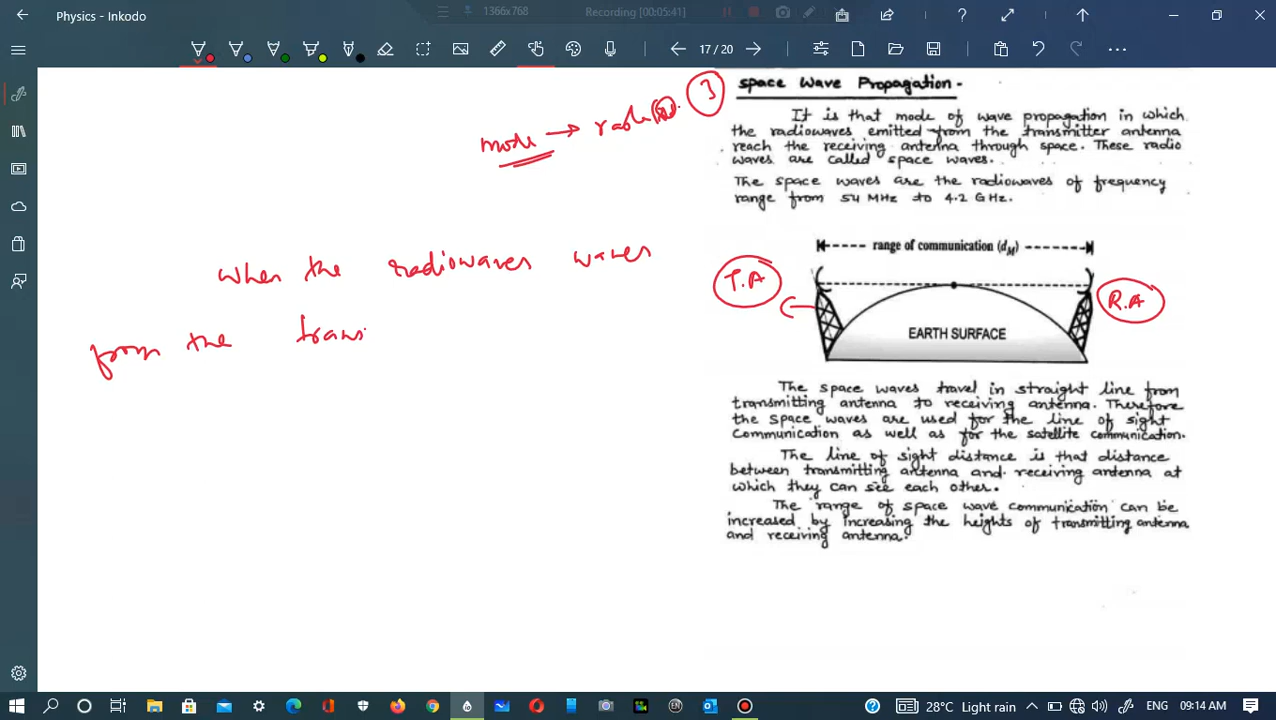 Physics - Inkodo
1366x768
Recording [00:05:41]
17 / 20
mode →
3
when the radiowaves waves
from the trans
Space Wave Propagation -
It is that mode of wave propagation in which
the radiowaves emitted from the transmitter antenna
reach the receiving antenna through space. These radio
waves are called space waves.
The space waves are the radiowaves of frequency
range from 54 MHz to 4.2 GHz.
range of communication (dM)
T.A
R.A
EARTH SURFACE
The space waves travel in straight line from
transmitting antenna to receiving antenna. Therefore
the space waves are used for the line of sight
communication as well as for the satellite communication.
The line of sight distance is that distance
between transmitting antenna and receiving antenna at
which they can see each other.
The range of space wave communication can be
increased by increasing the heights of transmitting antenna
and receiving antenna.
28°C Light rain
ENG
09:14 AM